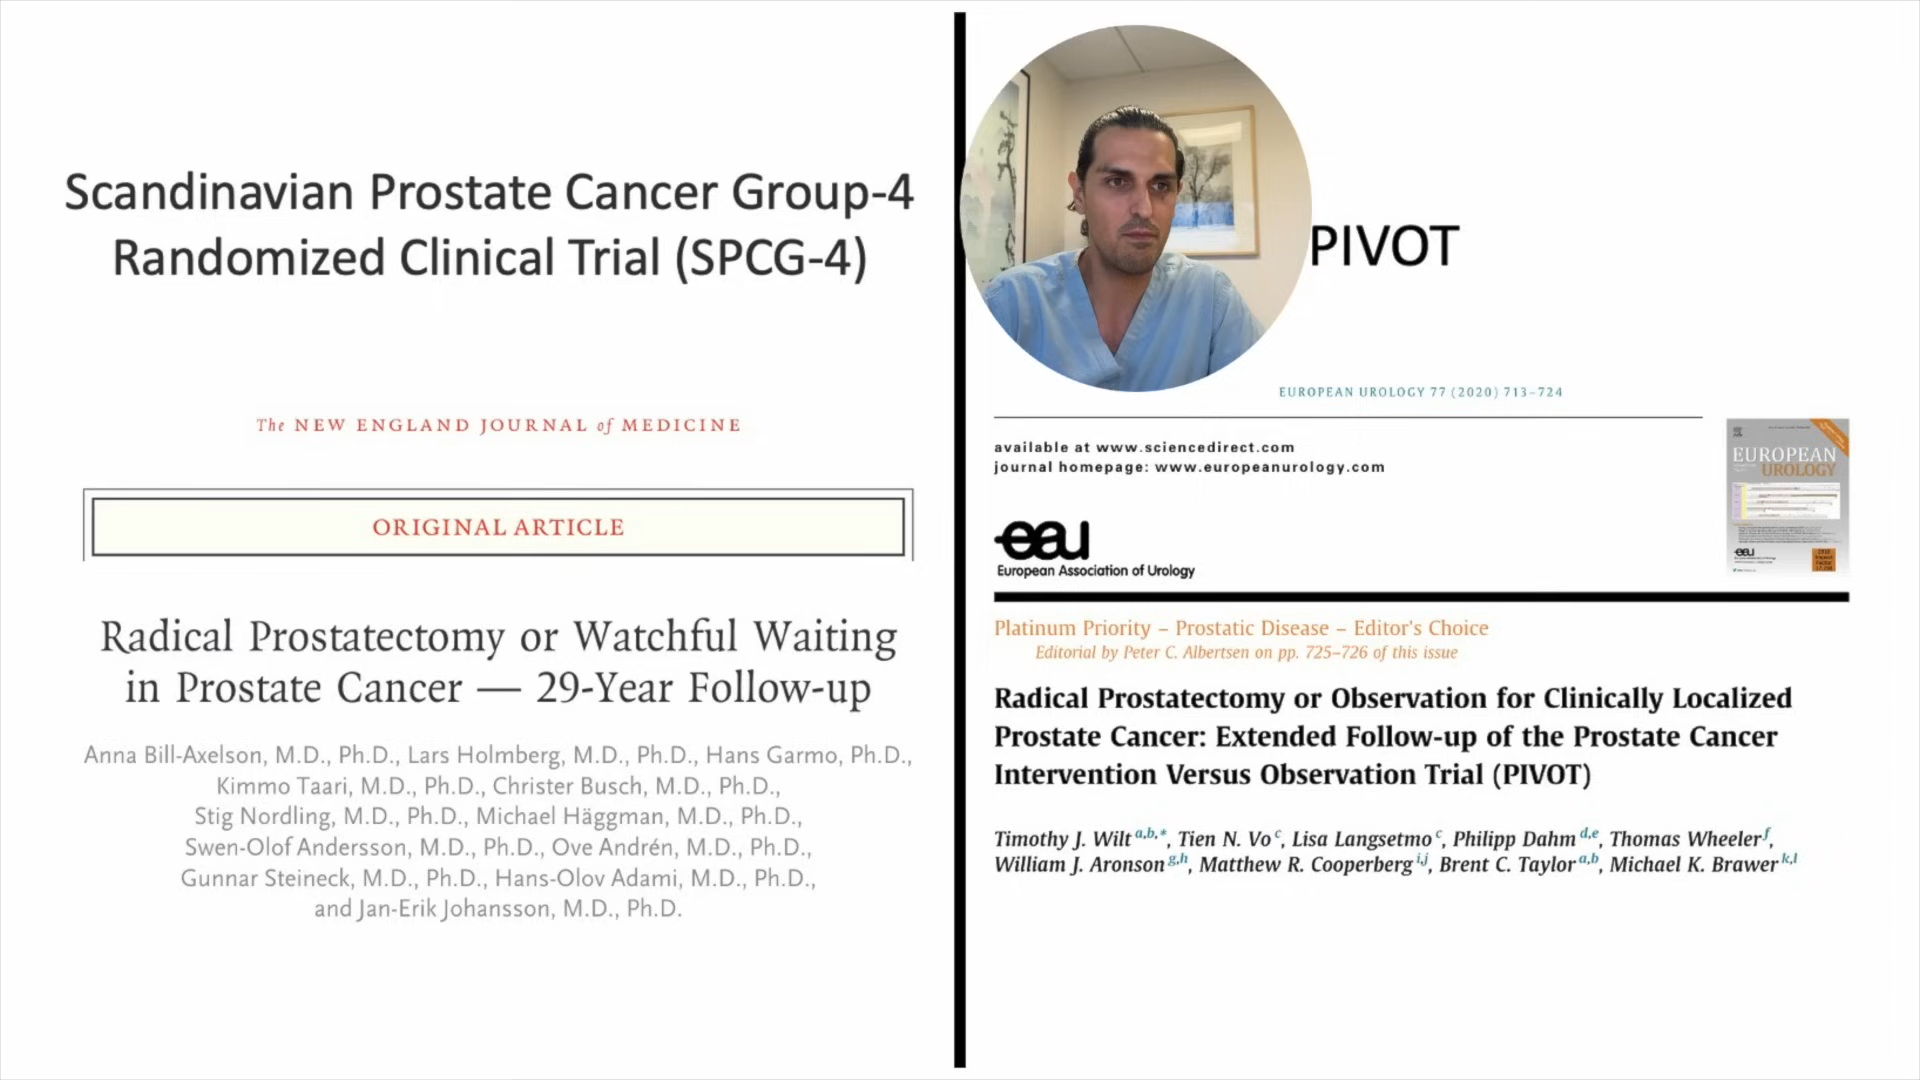 Scandinavian Prostate Cancer Group-4
Randomized Clinical Trial (SPCG-4)
The NEW ENGLAND JOURNAL of MEDICINE
ORIGINAL ARTICLE
Radical Prostatectomy or Watchful Waiting
in Prostate Cancer — 29-Year Follow-up
Anna Bill-Axelson, M.D., Ph.D., Lars Holmberg, M.D., Ph.D., Hans Garmo, Ph.D.,
Kimmo Taari, M.D., Ph.D., Christer Busch, M.D., Ph.D.,
Stig Nordling, M.D., Ph.D., Michael Häggman, M.D., Ph.D.,
Swen-Olof Andersson, M.D., Ph.D., Ove Andrén, M.D., Ph.D.,
Gunnar Steineck, M.D., Ph.D., Hans-Olov Adami, M.D., Ph.D.,
and Jan-Erik Johansson, M.D., Ph.D.
PIVOT
EUROPEAN UROLOGY 77 (2020) 713–724
available at www.sciencedirect.com
journal homepage: www.europeanurology.com
EUROPEAN
UROLOGY
eau
eau
European Association of Urology
Platinum Priority – Prostatic Disease – Editor's Choice
Editorial by Peter C. Albertsen on pp. 725–726 of this issue
Radical Prostatectomy or Observation for Clinically Localized
Prostate Cancer: Extended Follow-up of the Prostate Cancer
Intervention Versus Observation Trial (PIVOT)
Timothy J. Wilt a,b,*, Tien N. Vo c, Lisa Langsetmo c, Philipp Dahm d,e, Thomas Wheeler f,
William J. Aronson g,h, Matthew R. Cooperberg i,j, Brent C. Taylor a,b, Michael K. Brawer k,l